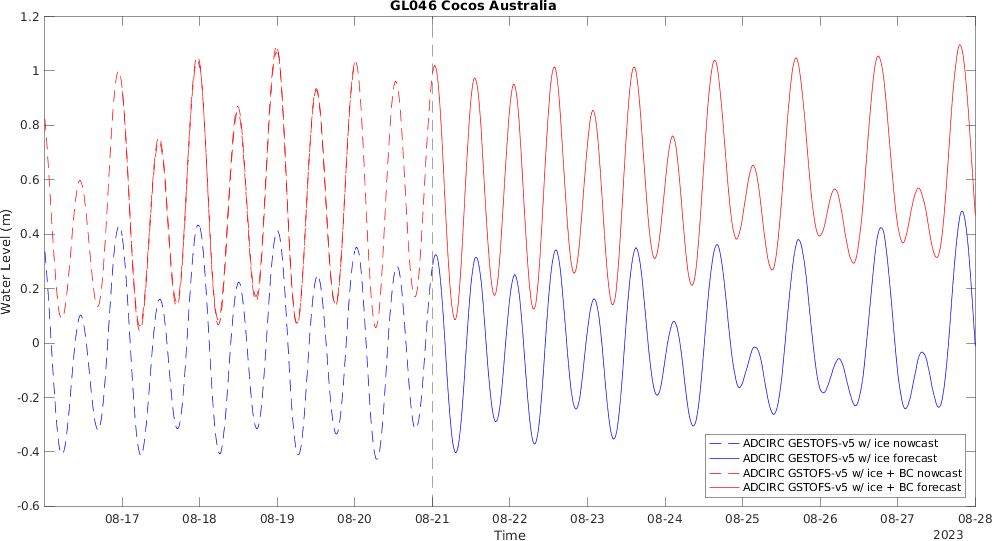 GL046 Cocos Australia
1.2
1
0.8
0.6
0.4
0.2
0
-0.2
-0.4
-0.6
Water Level (m)
ADCIRC GESTOFS-v5 w/ ice nowcast
ADCIRC GESTOFS-v5 w/ ice forecast
ADCIRC GSTOFS-v5 w/ ice + BC nowcast
ADCIRC GSTOFS-v5 w/ ice + BC forecast
08-17 08-18 08-19 08-20 08-21 08-22 08-23 08-24 08-25 08-26 08-27 08-28
Time
2023